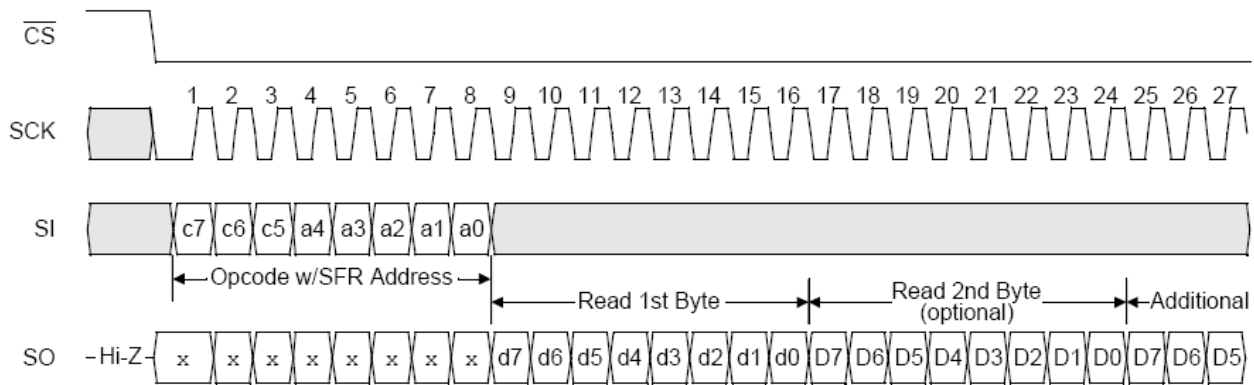 CS
1 2 3 4 5 6 7 8 9 10 11 12 13 14 15 16 17 18 19 20 21 22 23 24 25 26 27
SCK
SI c7 c6 c5 a4 a3 a2 a1 a0
Opcode w/SFR Address
Read 1st Byte
Read 2nd Byte
(optional)
Additional
SO Hi-Z x x x x x x x x d7 d6 d5 d4 d3 d2 d1 d0 D7 D6 D5 D4 D3 D2 D1 D0 D7 D6 D5